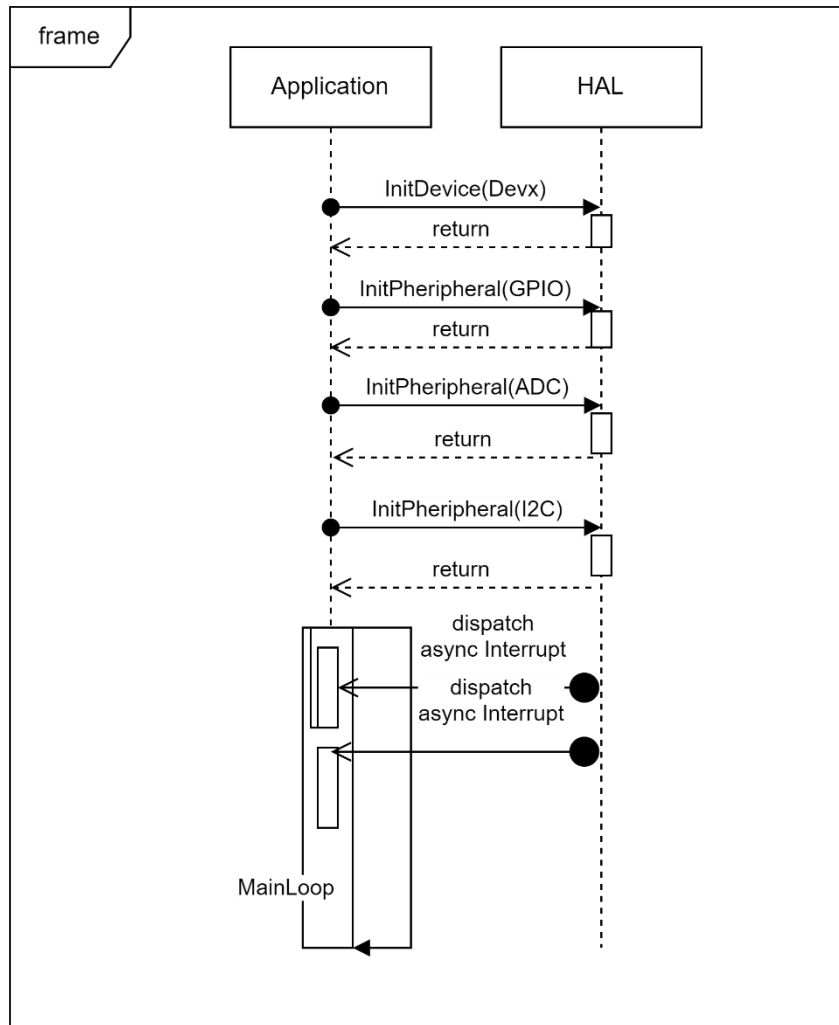 frame
Application
HAL
InitDevice(Devx)
return
InitPheripheral(GPIO)
return
InitPheripheral(ADC)
return
InitPheripheral(I2C)
return
dispatch
async Interrupt
dispatch
async Interrupt
MainLoop